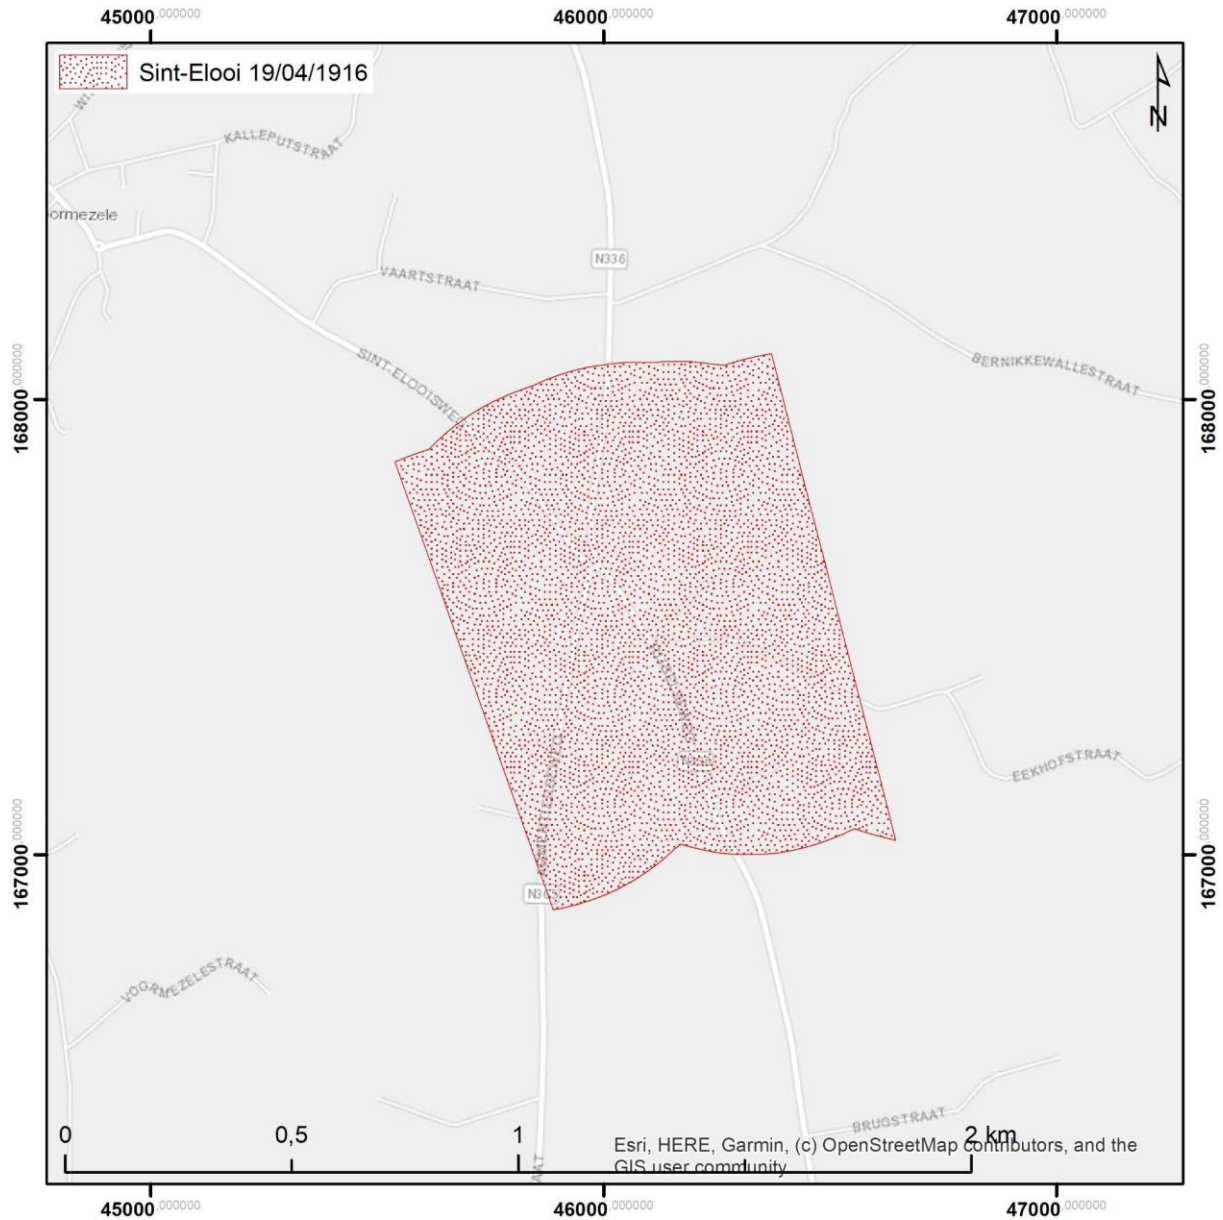 45000,000000
46000,000000
47000,000000
Sint-Elooi 19/04/1916
N
KALLEPUTSTRAAT
ormezele
N336
VAARTSTRAAT
SINT-ELOOISWEG
BERNIKKEWALLESTRAAT
168000,000000
168000,000000
EEKHOFSTRAAT
167000,000000
167000,000000
VOORMEZELESTRAAT
BRUGSTRAAT
0
0,5
1
2 km
Esri, HERE, Garmin, (c) OpenStreetMap contributors, and the
GIS user community
45000,000000
46000,000000
47000,000000